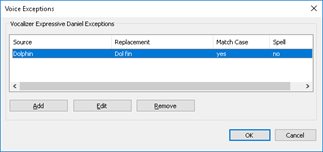 Voice Exceptions
Vocalizer Expressive Daniel Exceptions
Source Replacement Match Case Spell
Dolphin Dol fin yes no
Add Edit Remove
OK Cancel